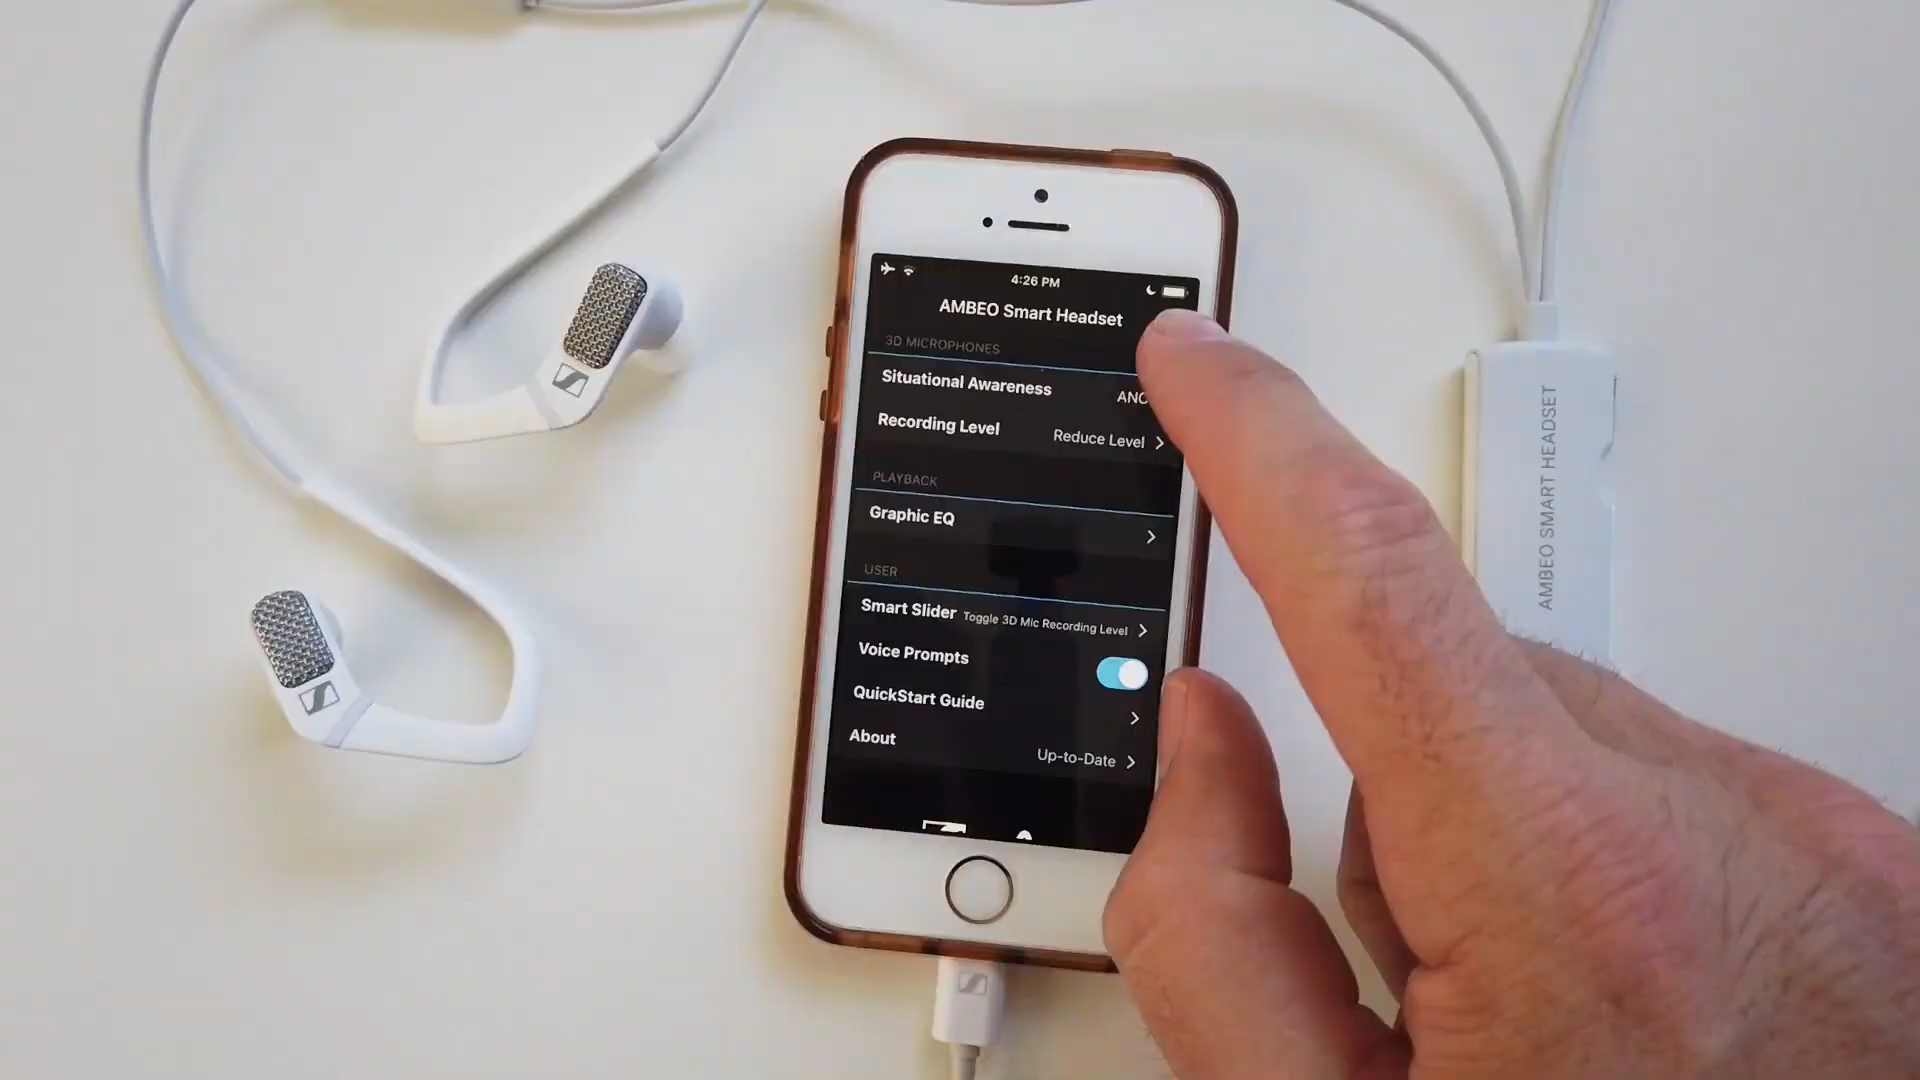 4:26 PM
AMBEO Smart Headset
3D MICROPHONES
Situational Awareness
Recording Level Reduce Level
PLAYBACK
Graphic EQ
USER
Smart Slider Toggle 3D Mic Recording Level
Voice Prompts
QuickStart Guide
About Up-to-Date
AMBEO SMART HEADSET